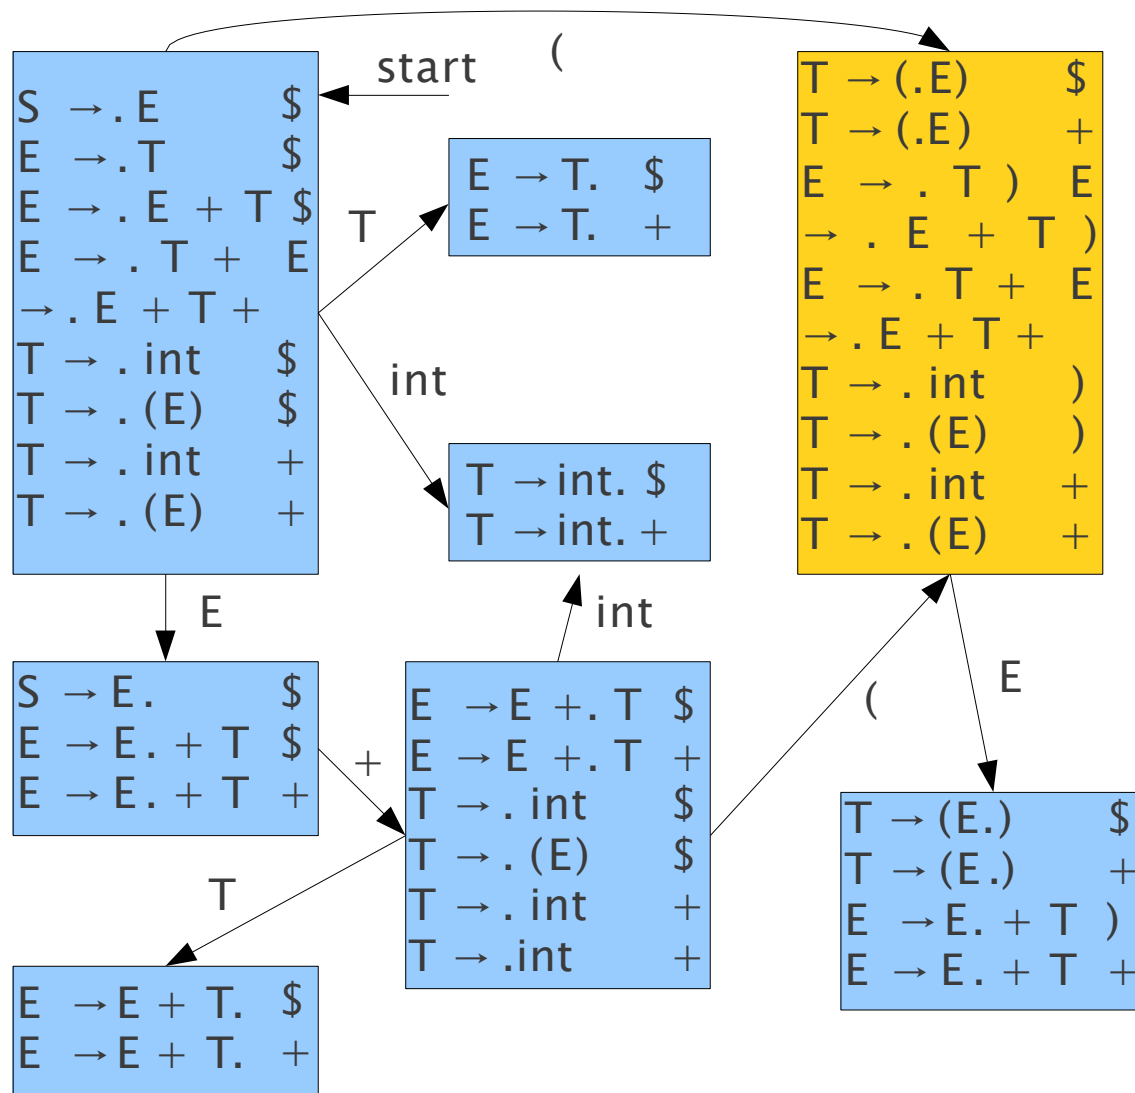 (
start
S → . E $
E → . T $
E → . E + T $
E → . T + E
→ . E + T +
T → . int $
T → . (E) $
T → . int +
T → . (E) +
T
E → T. $
E → T. +
int
T → int. $
T → int. +
T → (.E) $
T → (.E) +
E → . T ) E
→ . E + T )
E → . T + E
→ . E + T +
T → . int )
T → . (E) )
T → . int +
T → . (E) +
E
int
S → E. $
E → E. + T $
E → E. + T +
+
E → E +. T $
E → E +. T +
T → . int $
T → . (E) $
T → . int +
T → .int +
(
E
T → (E.) $
T → (E.) +
E → E. + T )
E → E. + T +
T
E → E + T. $
E → E + T. +